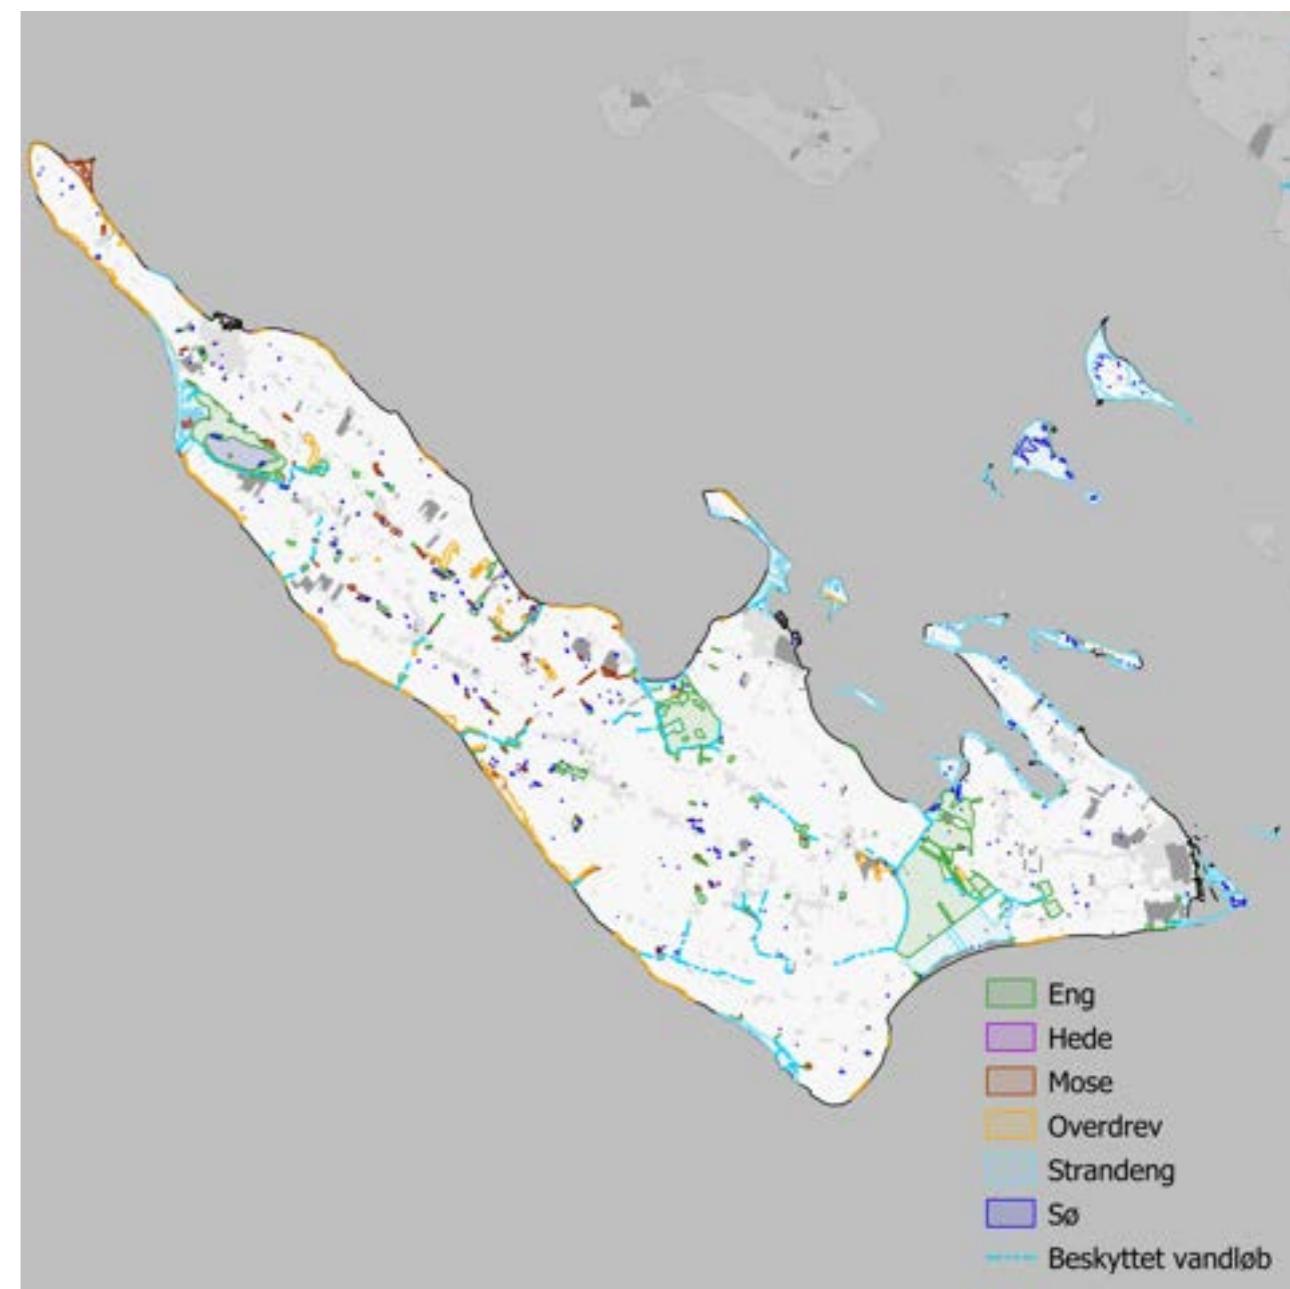 Eng
Hede
Mose
Overdrev
Strandeng
Sø
Beskyttet vandløb